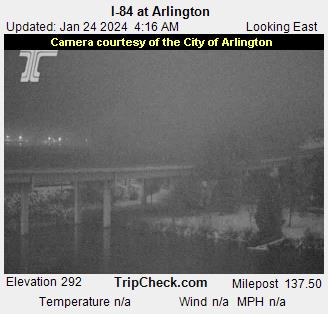 I-84 at Arlington
Updated: Jan 24 2024 4:16 AM Looking East
Camera courtesy of the City of Arlington
Elevation 292 TripCheck.com Milepost 137.50
Temperature n/a Wind n/a MPH n/a